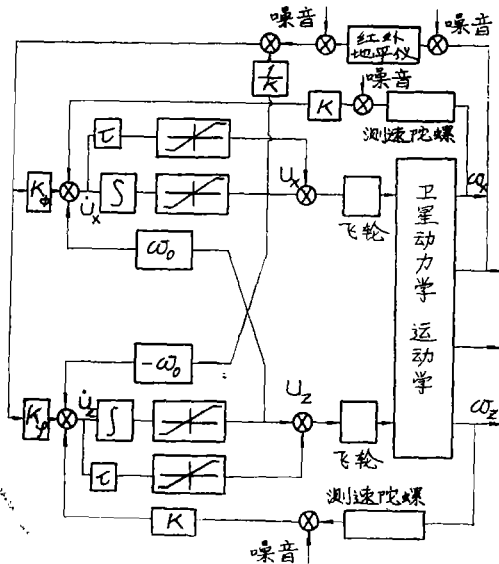 噪音
噪音
红外
地平仪
1/k
噪音
K
测速陀螺
τ
ωx
Kφ
U̇x
∫
Ux
飞轮
卫星动力学 运动学
ω₀
-ω₀
Kψ
U̇z
∫
Uz
飞轮
ωz
τ
测速陀螺
K
噪音